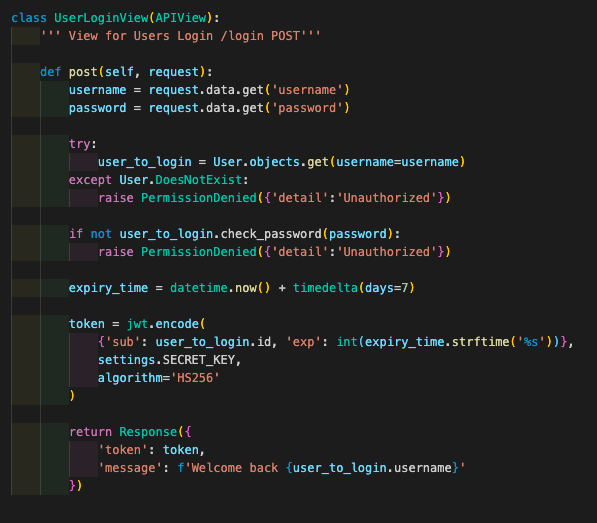 class UserLoginView(APIView):
    ''' View for Users Login /login POST'''

    def post(self, request):
        username = request.data.get('username')
        password = request.data.get('password')

        try:
            user_to_login = User.objects.get(username=username)
        except User.DoesNotExist:
            raise PermissionDenied({'detail':'Unauthorized'})

        if not user_to_login.check_password(password):
            raise PermissionDenied({'detail':'Unauthorized'})

        expiry_time = datetime.now() + timedelta(days=7)

        token = jwt.encode(
            {'sub': user_to_login.id, 'exp': int(expiry_time.strftime('%s'))},
            settings.SECRET_KEY,
            algorithm='HS256'
        )

        return Response({
            'token': token,
            'message': f'Welcome back {user_to_login.username}'
        })